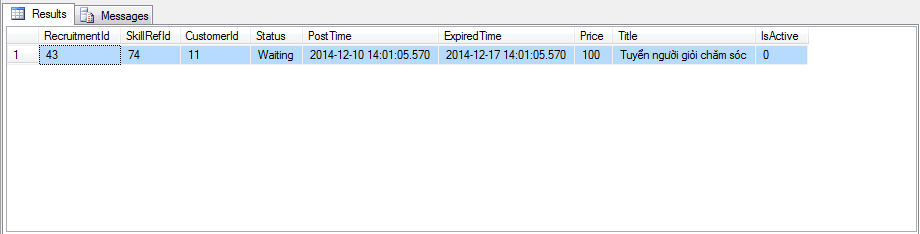 Results Messages
RecruitmentId SkillRefId CustomerId Status PostTime ExpiredTime Price Title IsActive
1 43 74 11 Waiting 2014-12-10 14:01:05.570 2014-12-17 14:01:05.570 100 Tuyển người giỏi chăm sóc 0